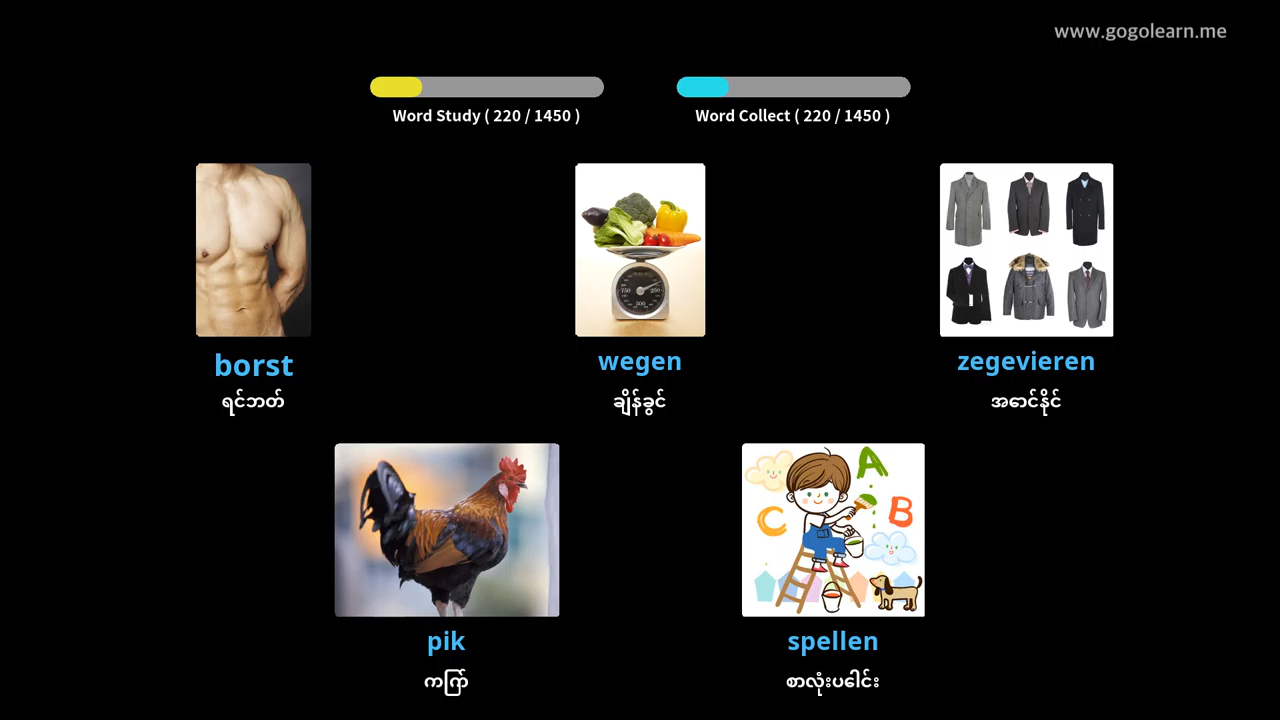 www.gogolearn.me
Word Study ( 220 / 1450 )
Word Collect ( 220 / 1450 )
borst
ရင်ဘတ်
wegen
ချိန်ခွင်
zegevieren
အောင်နိုင်
A
B
C
pik
ကကြာ်
spellen
စာလုံးပေါင်း